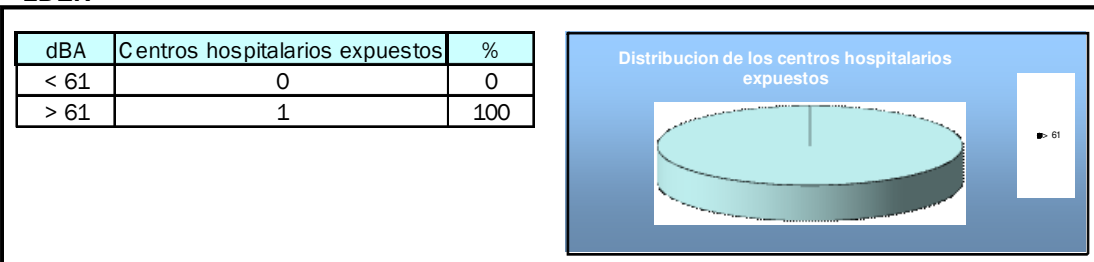 dBA Centros hospitalarios expuestos %
< 61 0 0
> 61 1 100
Distribucion de los centros hospitalarios
expuestos
> 61